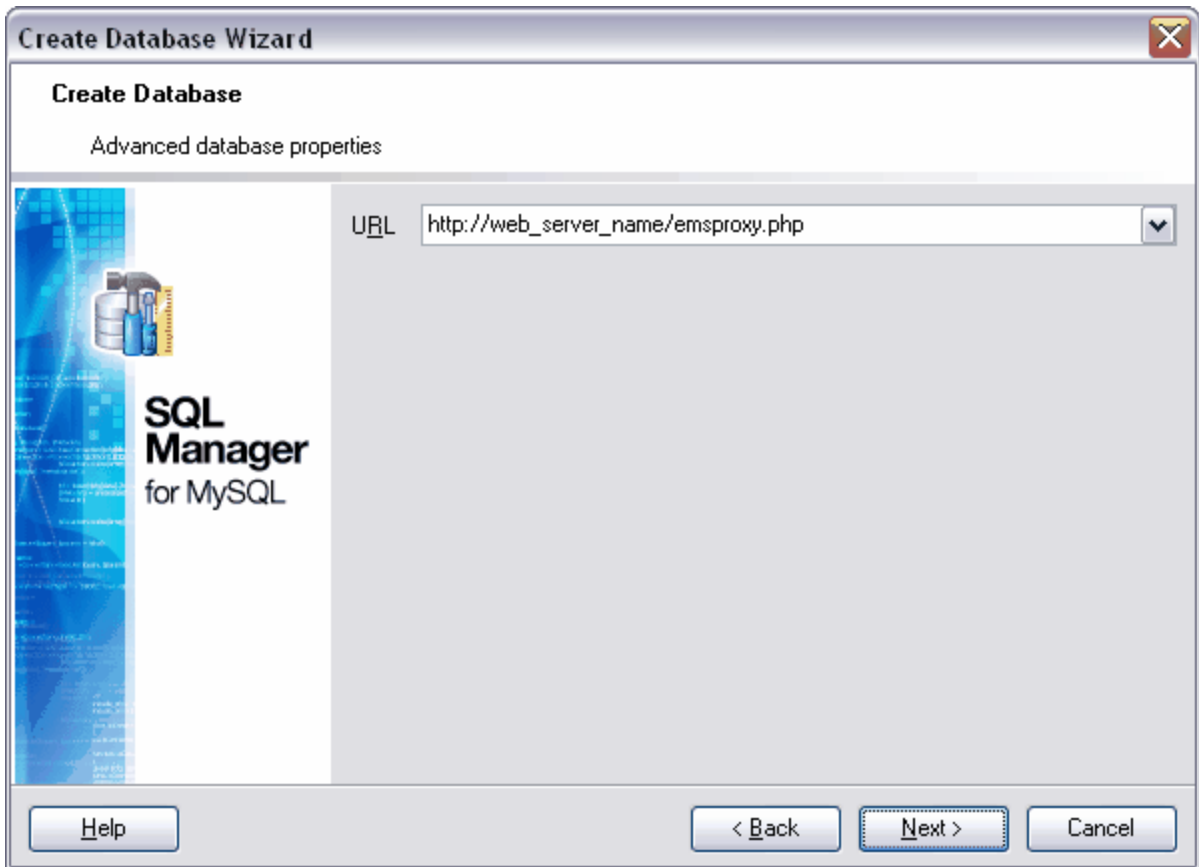 Create Database Wizard
Create Database
Advanced database properties
URL http://web_server_name/emsproxy.php
SQL
Manager
for MySQL
Help < Back Next > Cancel